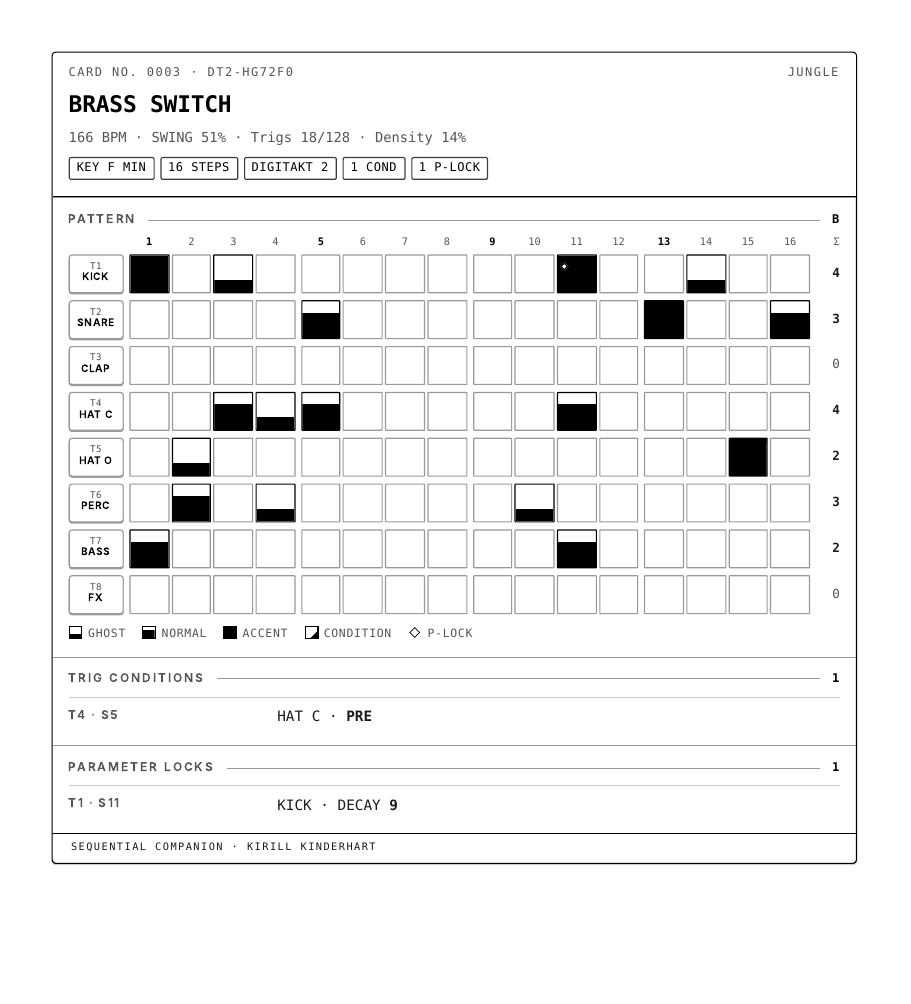 CARD NO. 0003 · DT2-HG72F0 JUNGLE
BRASS SWITCH
166 BPM · SWING 51% · Trigs 18/128 · Density 14%
KEY F MIN 16 STEPS DIGITAKT 2 1 COND 1 P-LOCK
PATTERN B
1 2 3 4 5 6 7 8 9 10 11 12 13 14 15 16 Σ
T1
KICK 4
T2
SNARE 3
T3
CLAP 0
T4
HAT C 4
T5
HAT O 2
T6
PERC 3
T7
BASS 2
T8
FX 0
GHOST NORMAL ACCENT CONDITION P-LOCK
TRIG CONDITIONS 1
T4 · S5 HAT C · PRE
PARAMETER LOCKS 1
T1 · S11 KICK · DECAY 9
SEQUENTIAL COMPANION · KIRILL KINDERHART